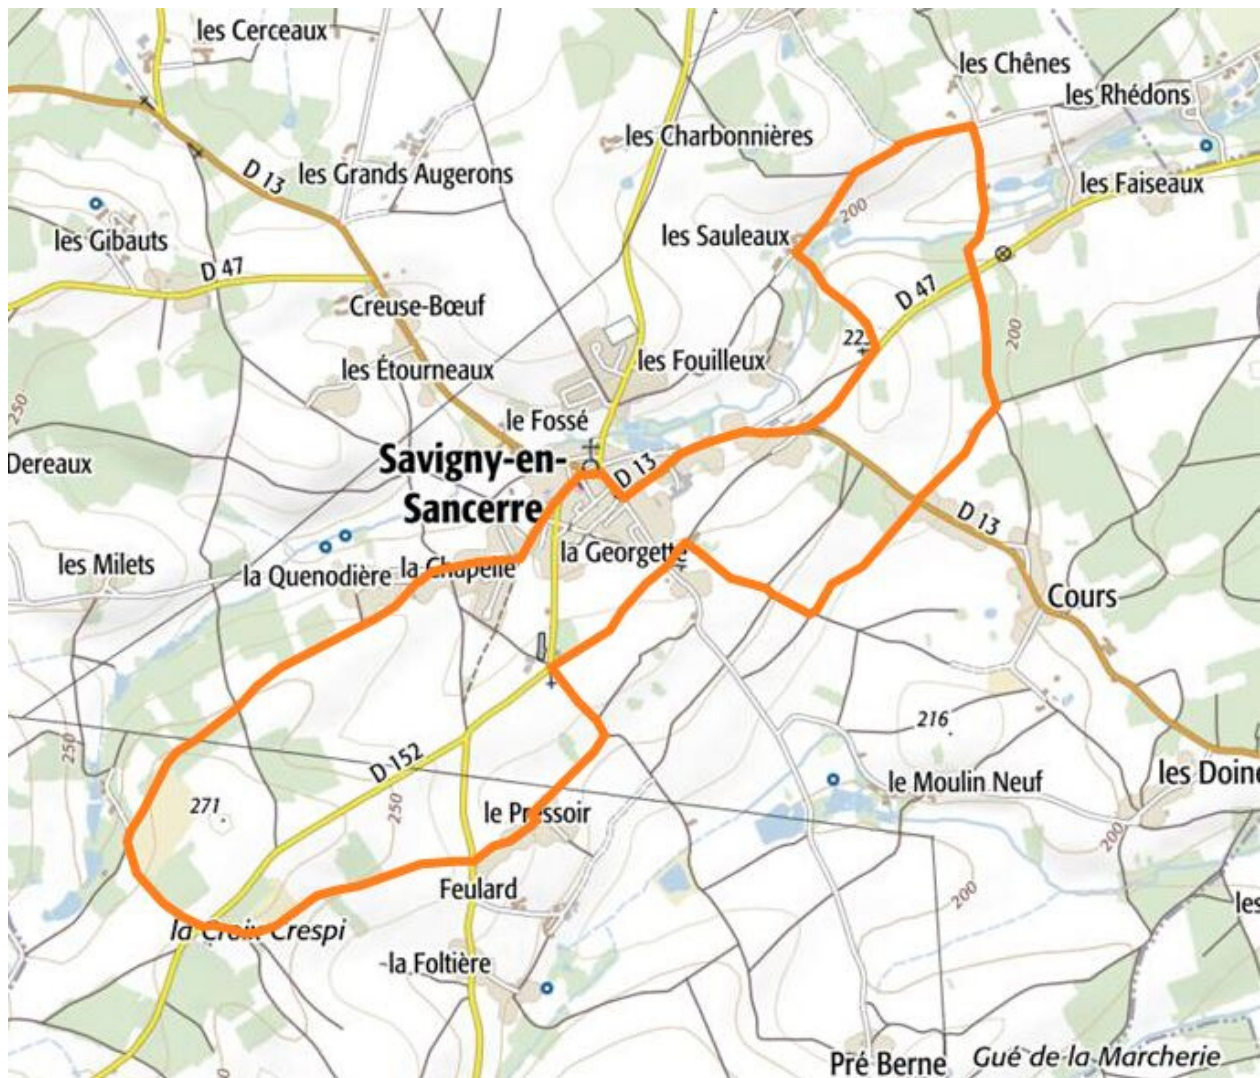 les Cerceaux
les Chênes
les Rhédons
les Charbonnières
D 13
les Grands Augerons
les Faiseaux
200
les Gibauts
les Sauleaux
D 47
D 47
Creuse-Bœuf
200
les Étourneaux
les Fouilleux
250
le Fossé
Dereaux
Savigny-en-
Sancerre
D 13
D 13
les Milets
la Quenodière
la Chapelle
la Georgette
Cours
250
216
D 152
les Doin
271
250
le Pressoir
le Moulin Neuf
200
Feulard
200
les
la Croix Crespi
la Foltière
Pré Berne
Gué de la Marcherie